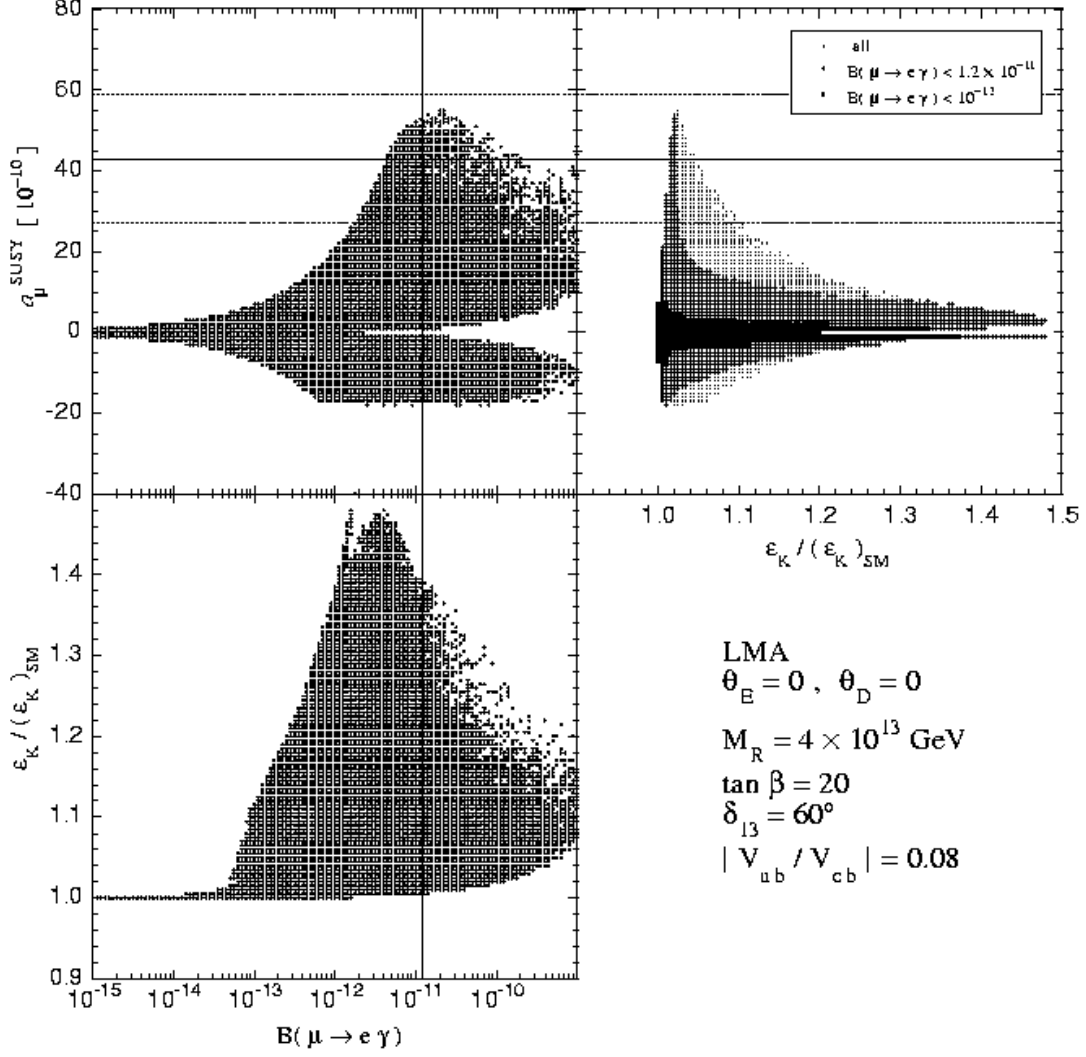 80
60
40
20
0
-20
-40
a_μ^SUSY [ 10^-10 ]
all
B( μ → e γ ) < 1.2 × 10^-11
B( μ → e γ ) < 10^-12
1.0 1.1 1.2 1.3 1.4 1.5
ε_K / ( ε_K )_SM
1.4
1.3
1.2
1.1
1.0
0.9
ε_K / ( ε_K )_SM
10^-15 10^-14 10^-13 10^-12 10^-11 10^-10
B( μ → e γ )
LMA
θ_E = 0 , θ_D = 0
M_R = 4 × 10^13 GeV
tan β = 20
δ_13 = 60°
| V_ub / V_cb | = 0.08